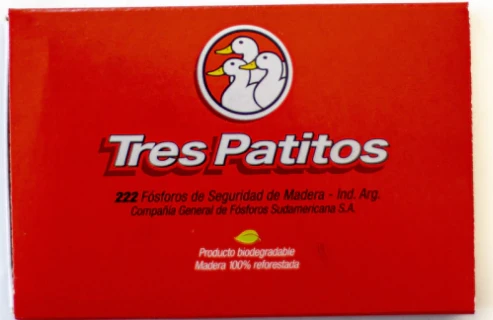 Tres Patitos
222 Fósforos de Seguridad de Madera - Ind. Arg.
Compañía General de Fósforos Sudamericana S.A.
Producto biodegradable
Madera 100% reforestada